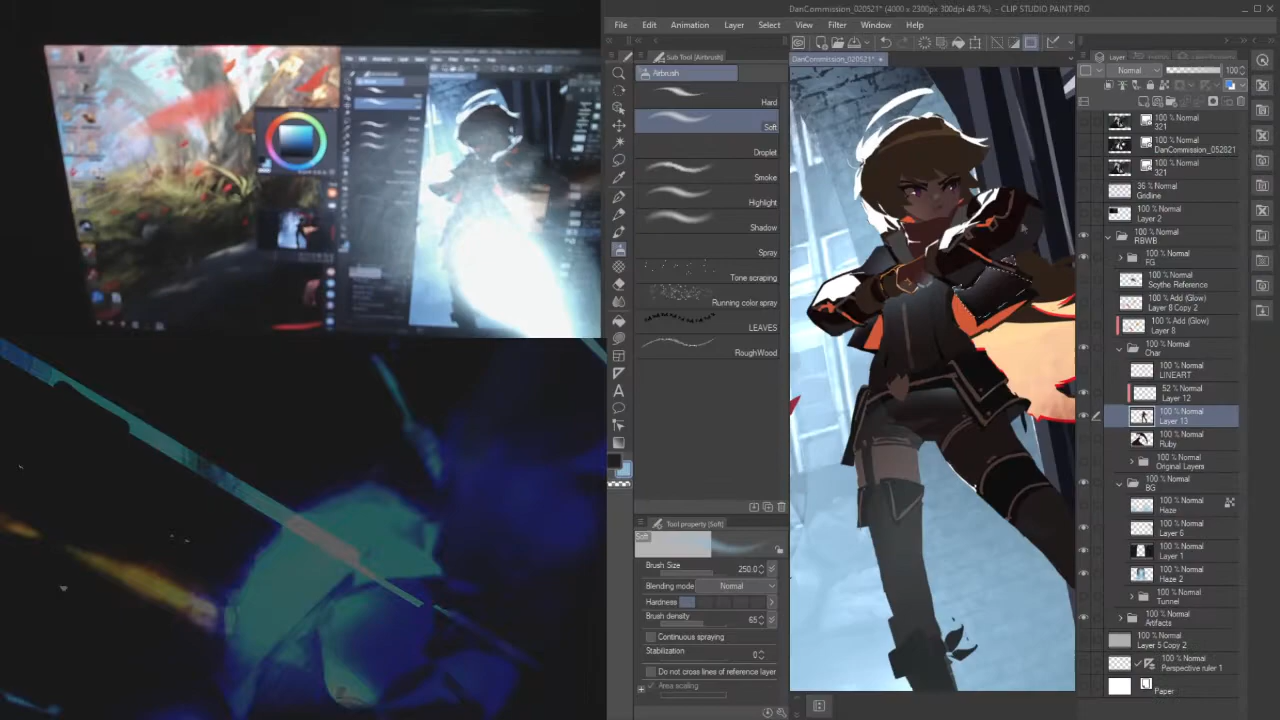 DanCommission_020521* (4000 x 2300px 300dpi 49.7%) - CLIP STUDIO PAINT PRO
File Edit Animation Layer Select View Filter Window Help
Sub Tool [Airbrush]
Airbrush
Hard
Soft
Droplet
Smoke
Highlight
Shadow
Spray
Tone scraping
Running color spray
LEAVES
RoughWood
Tool property [Soft]
Soft
Brush Size 250.0
Blending mode Normal
Hardness
Brush density 65
Continuous spraying
Stabilization 0
Do not cross lines of reference layer
Area scaling
DanCommission_020521*
Layer
Normal 100
100 % Normal
321
100 % Normal
DanCommission_052821
100 % Normal
321
36 % Normal
Gridline
100 % Normal
Layer 2
100 % Normal
RBWB
100 % Normal
FG
100 % Normal
Scythe Reference
100 % Add (Glow)
Layer 8 Copy 2
100 % Add (Glow)
Layer 8
100 % Normal
Char
100 % Normal
LINEART
52 % Normal
Layer 12
100 % Normal
Layer 13
100 % Normal
Ruby
100 % Normal
Original Layers
100 % Normal
BG
100 % Normal
Haze
100 % Normal
Layer 6
100 % Normal
Layer 1
100 % Normal
Haze 2
100 % Normal
Tunnel
100 % Normal
Artifacts
100 % Normal
Layer 5 Copy 2
100 % Normal
Perspective ruler 1
Paper